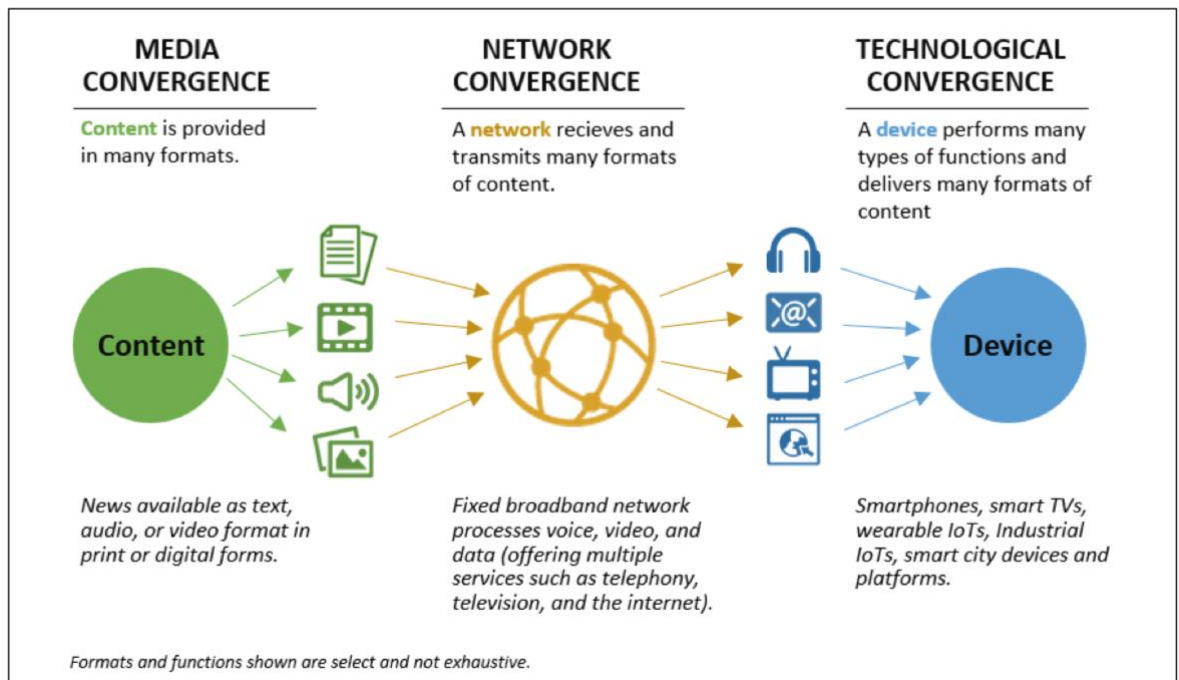 MEDIA
CONVERGENCE
Content is provided
in many formats.
NETWORK
CONVERGENCE
A network recieves and
transmits many formats
of content.
TECHNOLOGICAL
CONVERGENCE
A device performs many
types of functions and
delivers many formats of
content
Content
@
Device
News available as text,
audio, or video format in
print or digital forms.
Fixed broadband network
processes voice, video, and
data (offering multiple
services such as telephony,
television, and the internet).
Smartphones, smart TVs,
wearable IoTs, Industrial
IoTs, smart city devices and
platforms.
Formats and functions shown are select and not exhaustive.